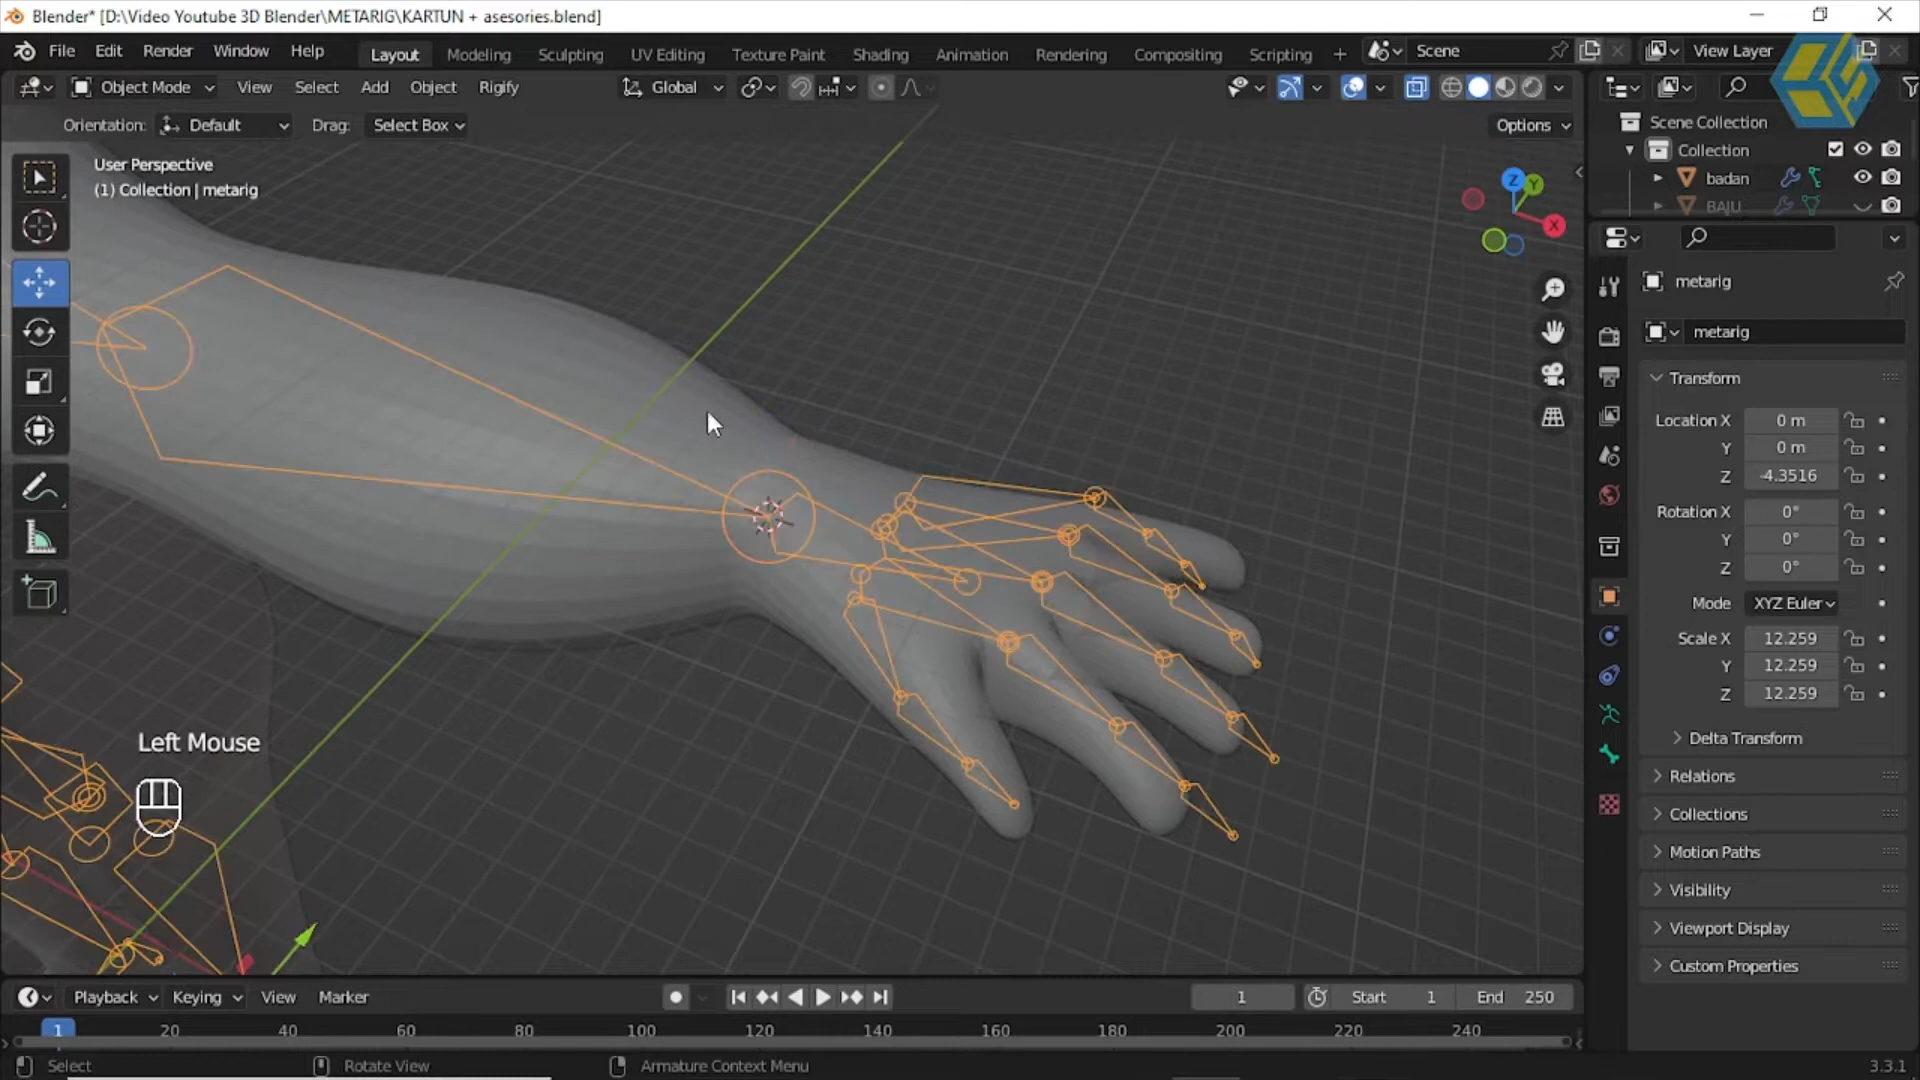 Blender* [D:\Video Youtube 3D Blender\METARIG\KARTUN + asesories.blend]
File Edit Render Window Help Layout Modeling Sculpting UV Editing Texture Paint Shading Animation Rendering Compositing Scripting + Scene View Layer
Object Mode View Select Add Object Rigify Global
Orientation: Default Drag: Select Box Options
Scene Collection
Collection
badan
BAJU
User Perspective
(1) Collection | metarig
Z Y X
metarig
metarig
Transform
Location X 0 m
Y 0 m
Z -4.3516
Rotation X 0°
Y 0°
Z 0°
Mode XYZ Euler
Scale X 12.259
Y 12.259
Z 12.259
Delta Transform
Relations
Collections
Motion Paths
Visibility
Viewport Display
Custom Properties
Left Mouse
Playback Keying View Marker 1 Start 1 End 250
1 20 40 60 80 100 120 140 160 180 200 220 240
Select Rotate View Armature Context Menu 3.3.1